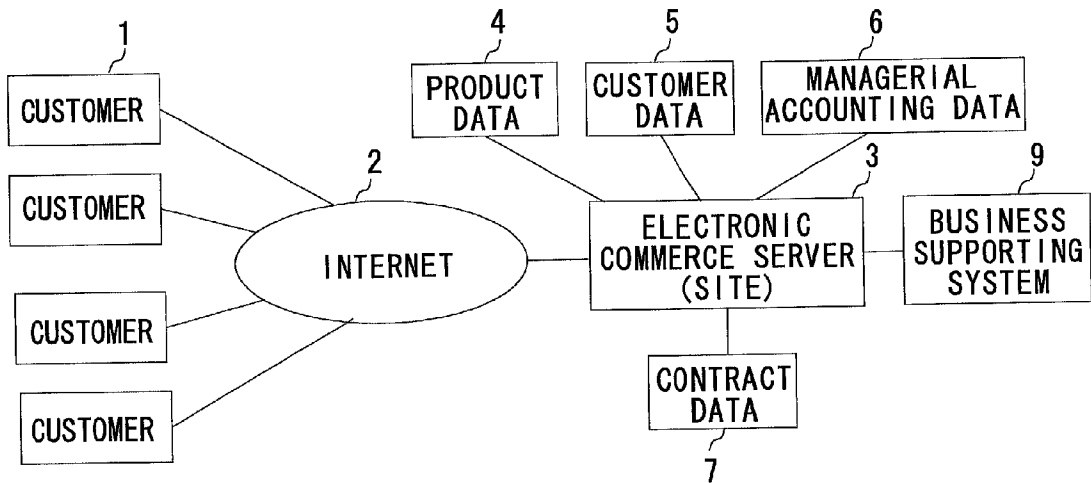 1
CUSTOMER
CUSTOMER
CUSTOMER
CUSTOMER
2
INTERNET
4
PRODUCT
DATA
5
CUSTOMER
DATA
6
MANAGERIAL
ACCOUNTING DATA
3
ELECTRONIC
COMMERCE SERVER
(SITE)
9
BUSINESS
SUPPORTING
SYSTEM
CONTRACT
DATA
7